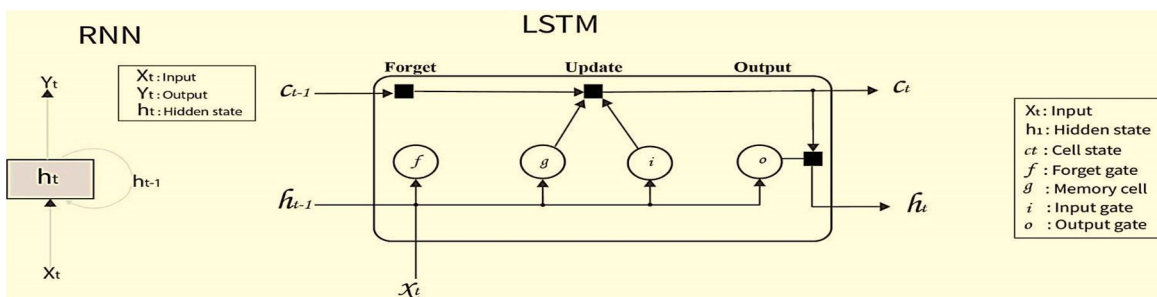 RNN
Yt
Xt : Input
Yt : Output
ht : Hidden state
ht
ht-1
Xt
LSTM
Forget Update Output
ct-1
ct
f g i o
ht-1
ht
xt
Xt : Input
h1 : Hidden state
ct : Cell state
f : Forget gate
g : Memory cell
i : Input gate
o : Output gate